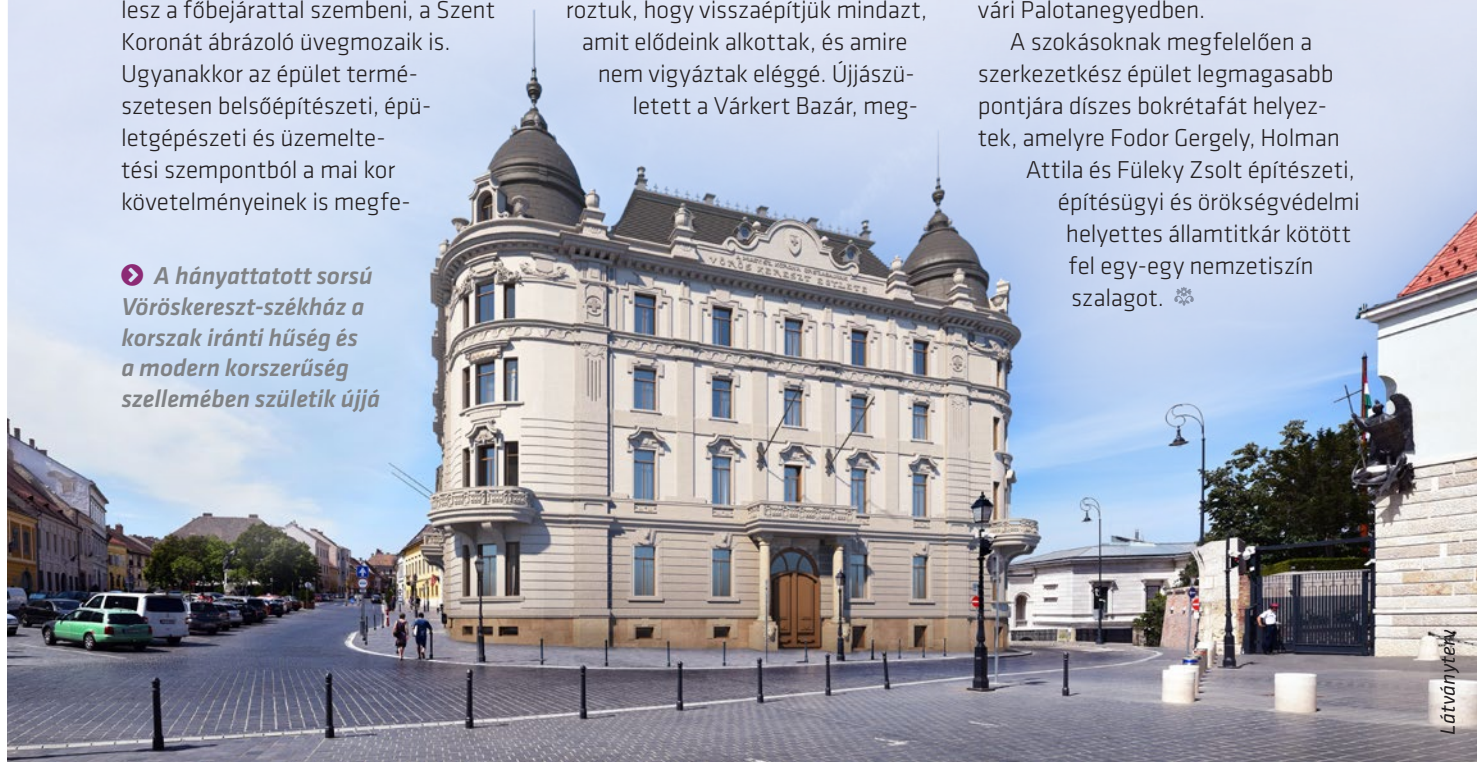 lesz a főbejárattal szembeni, a Szent
Koronát ábrázoló üvegmozaik is.
Ugyanakkor az épület termé-
szetesen belsőépítészeti, épü-
letgépészeti és üzemelte-
tési szempontból a mai kor
követelményeinek is megfe-
A hányattatott sorsú
Vöröskereszt-székház a
korszak iránti hűség és
a modern korszerűség
szellemében születik újjá
roztuk, hogy visszaépítjük mindazt,
amit elődeink alkottak, és amire
nem vigyáztak eléggé. Újjászü-
letett a Várkert Bazár, meg-
vári Palotanegyedben.
A szokásoknak megfelelően a
szerkezetkész épület legmagasabb
pontjára díszes bokrétafát helyez-
tek, amelyre Fodor Gergely, Holman
Attila és Füleky Zsolt építészeti,
építésügyi és örökségvédelmi
helyettes államtitkár kötött
fel egy-egy nemzetiszín
szalagot.
VÖRÖS KERESZT EGYLETE
Látványterv